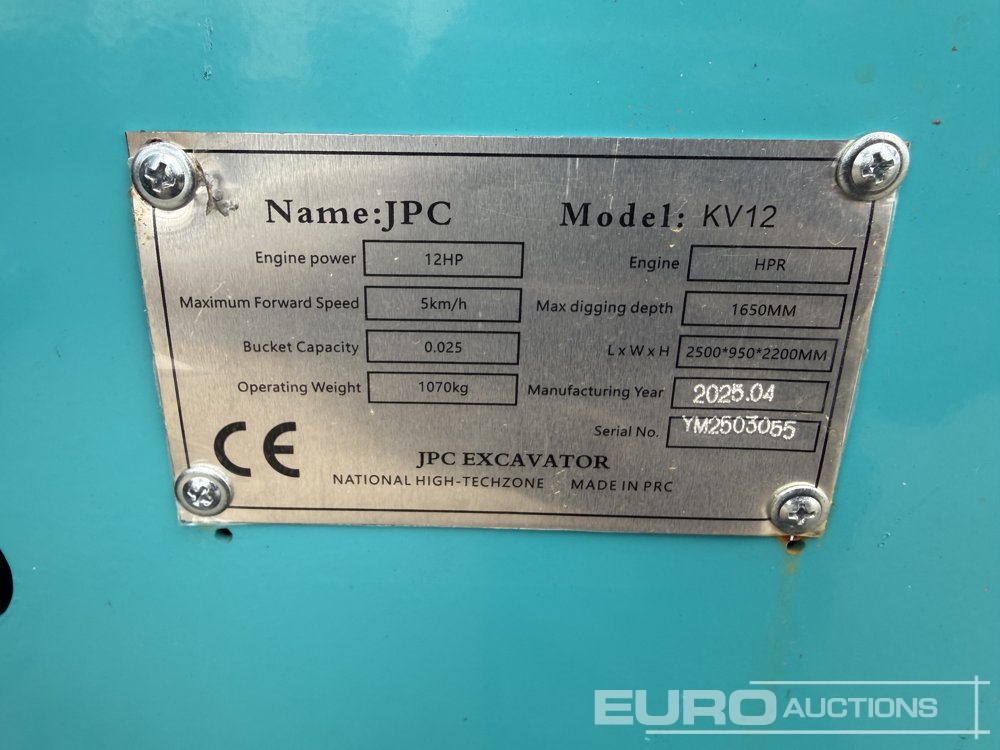 Name:JPC Model: KV12
Engine power 12HP Engine HPR
Maximum Forward Speed 5km/h Max digging depth 1650MM
Bucket Capacity 0.025 L x W x H 2500*950*2200MM
Operating Weight 1070kg Manufacturing Year 2025.04
Serial No. YM2503055
CE
JPC EXCAVATOR
NATIONAL HIGH-TECHZONE MADE IN PRC
EURO AUCTIONS